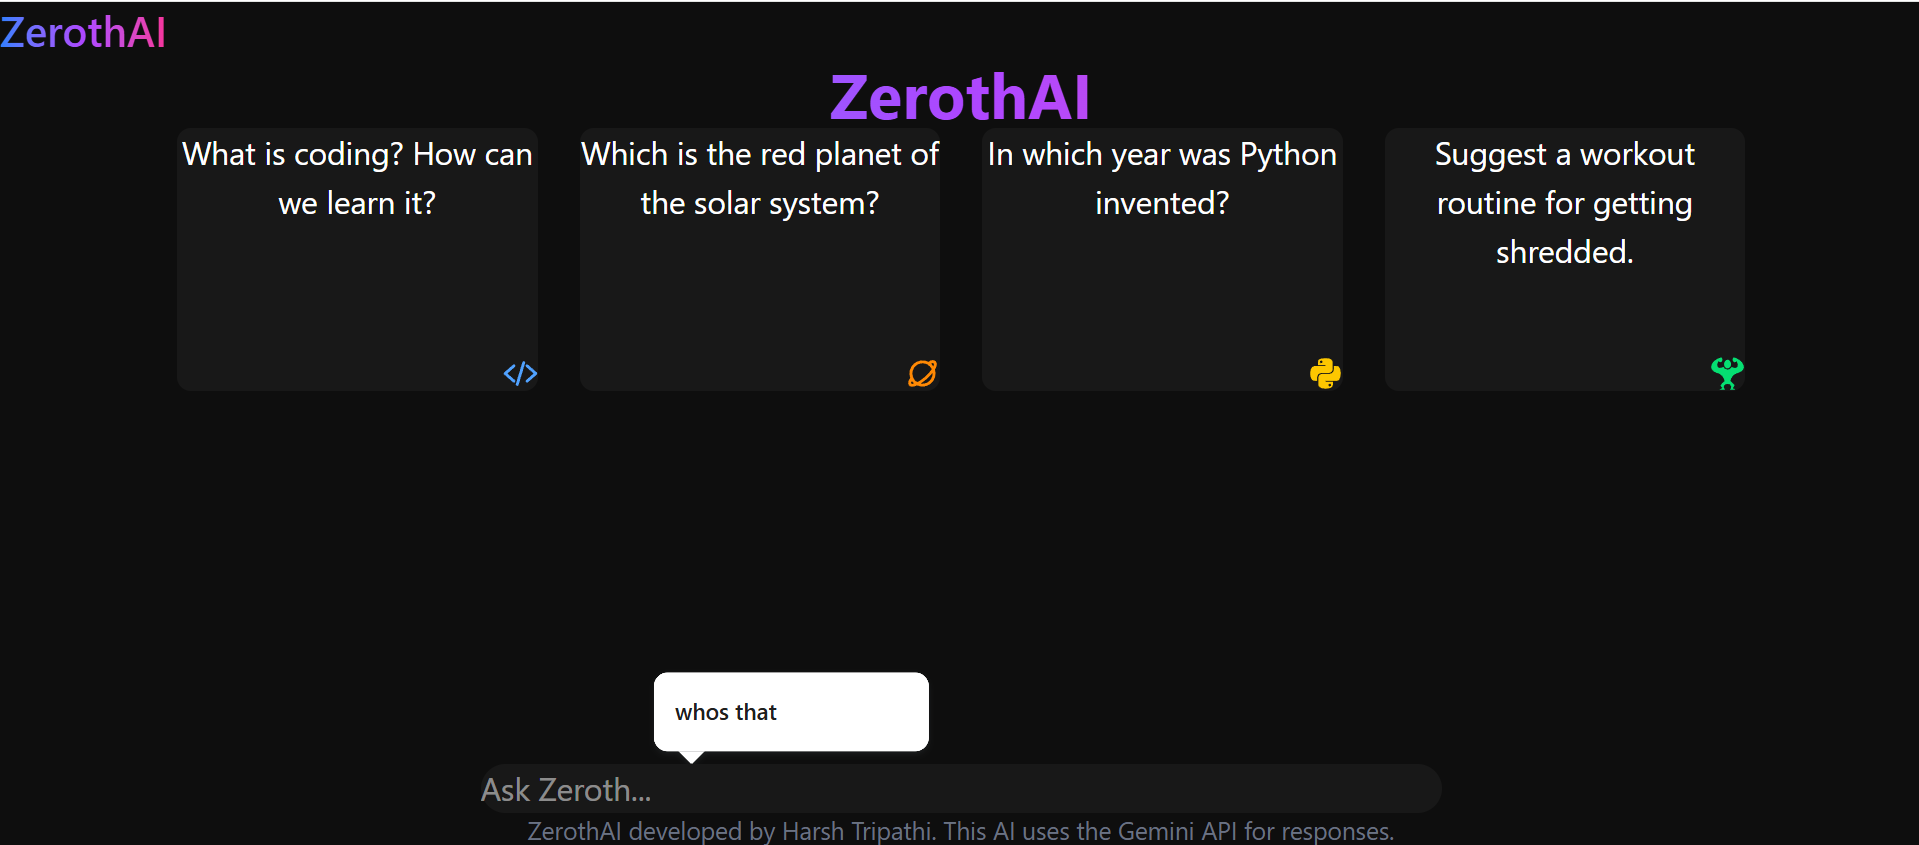 ZerothAI
ZerothAI
What is coding? How can
we learn it?
Which is the red planet of
the solar system?
In which year was Python
invented?
Suggest a workout
routine for getting
shredded.
whos that
Ask Zeroth...
ZerothAI developed by Harsh Tripathi. This AI uses the Gemini API for responses.